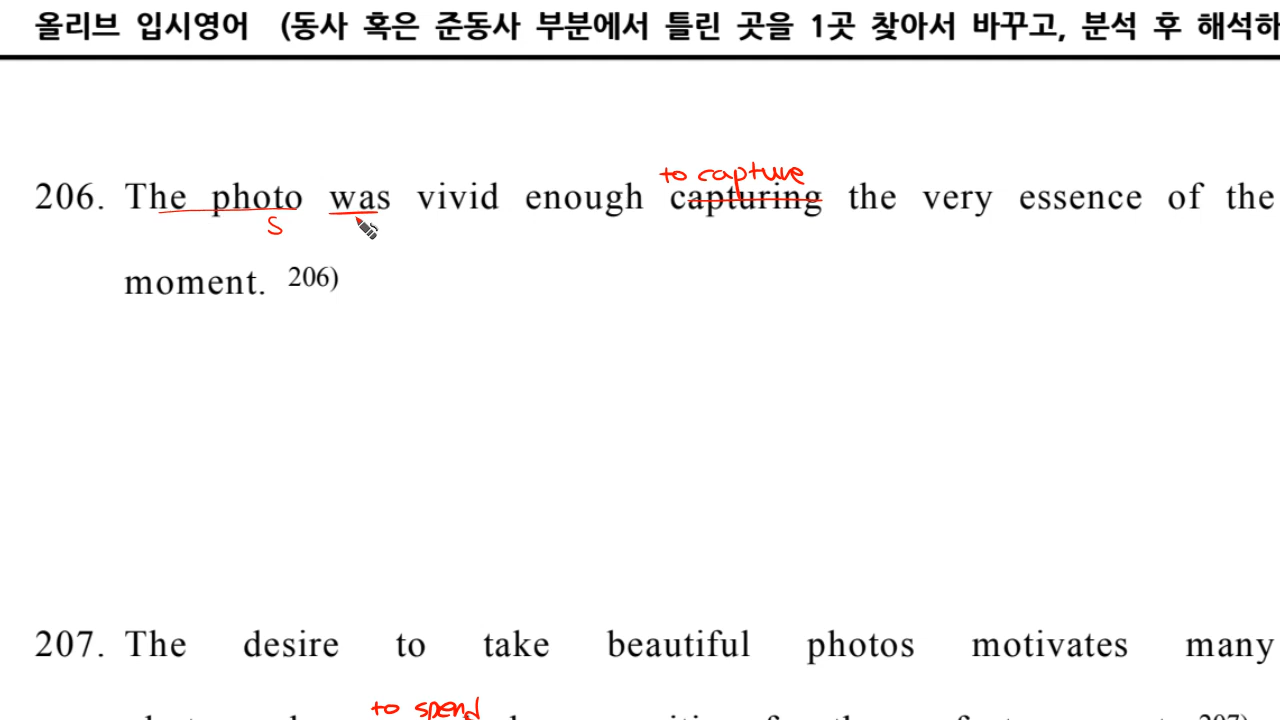 올리브 입시영어 (동사 혹은 준동사 부분에서 틀린 곳을 1곳 찾아서 바꾸고, 분석 후 해석하
to capture
206. The photo was vivid enough capturing the very essence of the
S
moment. 206)
207. The desire to take beautiful photos motivates many
to spend